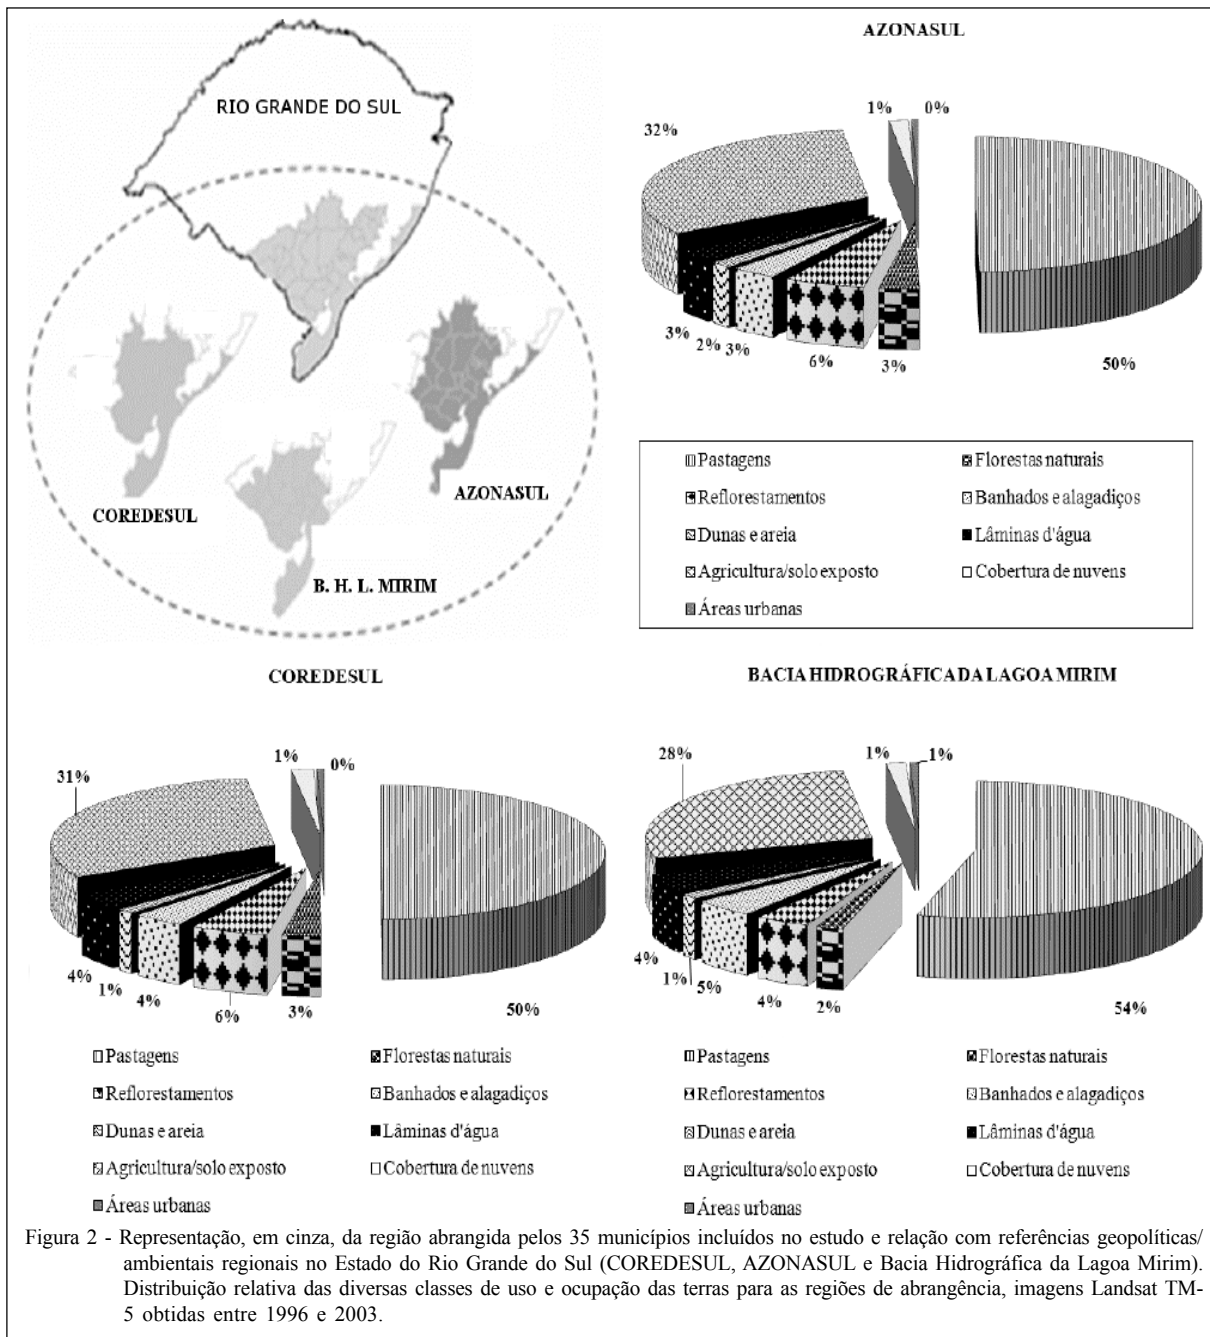 RIO GRANDE DO SUL
COREDESUL
B. H. L. MIRIM
AZONASUL
AZONASUL
1%
0%
32%
3%
2%
3%
6%
3%
50%
Pastagens
Florestas naturais
Reflorestamentos
Banhados e alagadiços
Dunas e areia
Lâminas d'água
Agricultura/solo exposto
Cobertura de nuvens
Áreas urbanas
COREDESUL
1%
0%
31%
4%
1%
4%
6%
3%
50%
Pastagens
Florestas naturais
Reflorestamentos
Banhados e alagadiços
Dunas e areia
Lâminas d'água
Agricultura/solo exposto
Cobertura de nuvens
Áreas urbanas
BACIA HIDROGRÁFICA DA LAGOA MIRIM
28%
1%
1%
4%
1%
5%
4%
2%
54%
Pastagens
Florestas naturais
Reflorestamentos
Banhados e alagadiços
Dunas e areia
Lâminas d'água
Agricultura/solo exposto
Cobertura de nuvens
Áreas urbanas
Figura 2 - Representação, em cinza, da região abrangida pelos 35 municípios incluídos no estudo e relação com referências geopolíticas/
ambientais regionais no Estado do Rio Grande do Sul (COREDESUL, AZONASUL e Bacia Hidrográfica da Lagoa Mirim).
Distribuição relativa das diversas classes de uso e ocupação das terras para as regiões de abrangência, imagens Landsat TM-
5 obtidas entre 1996 e 2003.